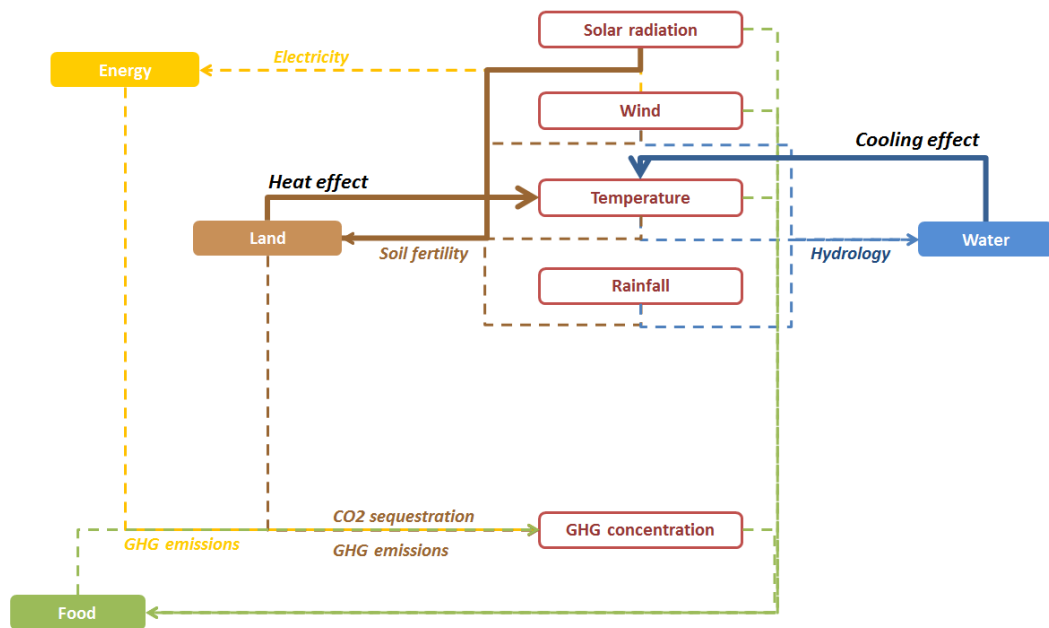 Solar radiation
Electricity
Energy
Wind
Cooling effect
Heat effect
Temperature
Land
Soil fertility
Hydrology
Water
Rainfall
CO2 sequestration
GHG concentration
GHG emissions
GHG emissions
Food